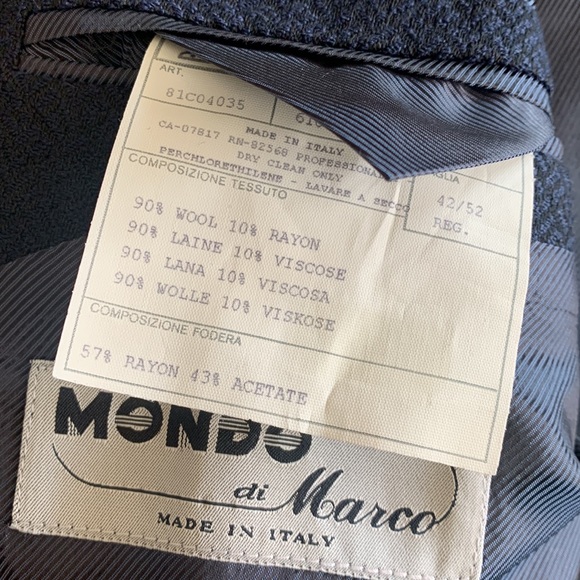 ART.
81C04035
MADE IN ITALY
CA-07817 RN-82568 PROFESSIONAL
DRY CLEAN ONLY
PERCHLORETHILENE - LAVARE A SECCO
COMPOSIZIONE TESSUTO
42/52
REG.
90% WOOL 10% RAYON
90% LAINE 10% VISCOSE
90% LANA 10% VISCOSA
90% WOLLE 10% VISKOSE
COMPOSIZIONE FODERA
57% RAYON 43% ACETATE
MONDO
di Marco
MADE IN ITALY